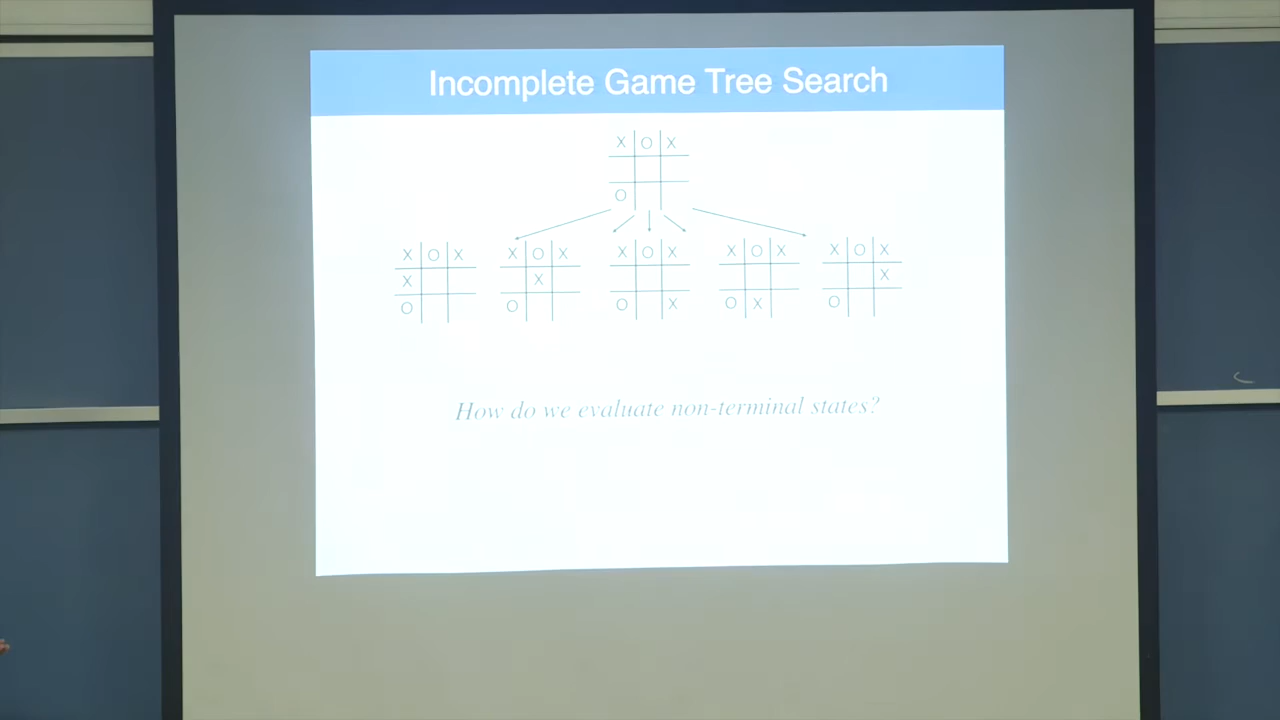 Incomplete Game Tree Search
X O X
O
X O X X O X X O X X O X X O X
X X X
O O O X O X O
How do we evaluate non-terminal states?